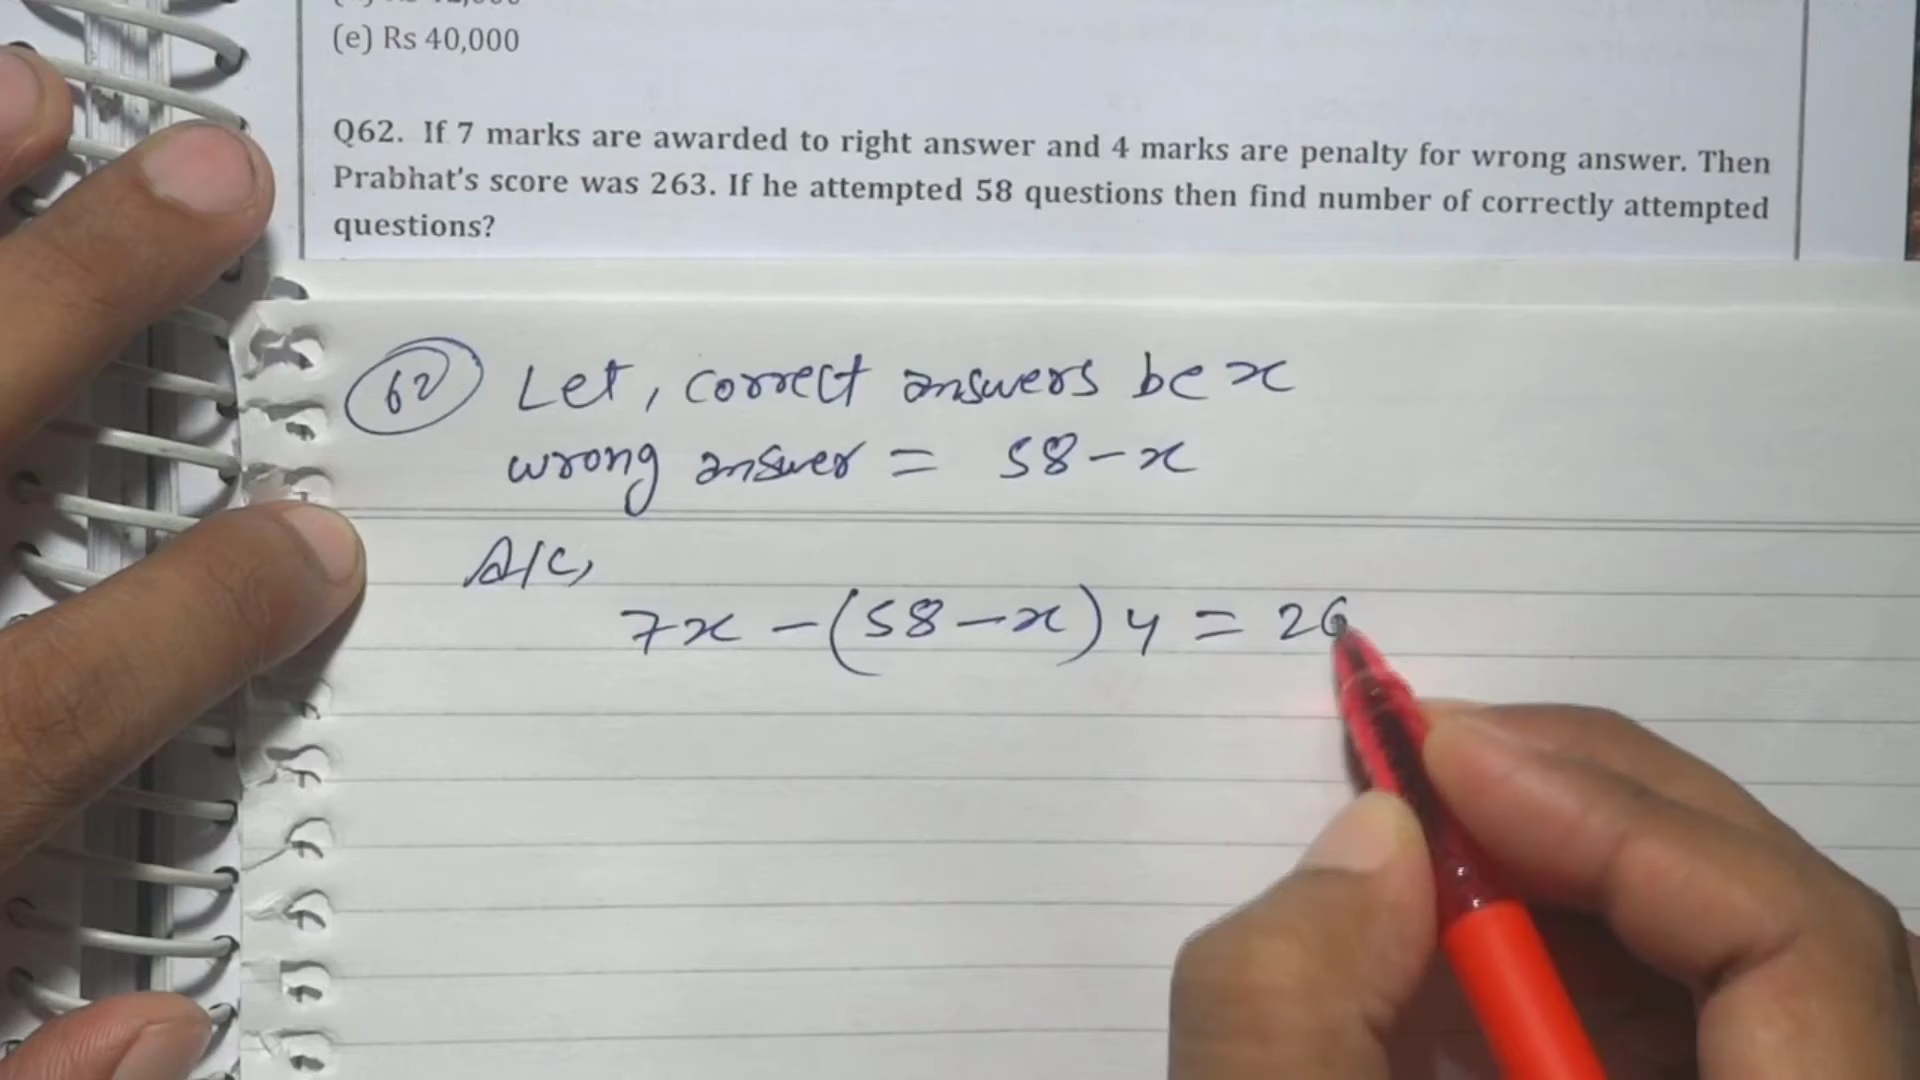 (e) Rs 40,000
Q62. If 7 marks are awarded to right answer and 4 marks are penalty for wrong answer. Then
Prabhat's score was 263. If he attempted 58 questions then find number of correctly attempted
questions?
62 Let, correct answers be x
wrong answer = 58-x
A/C,
7x - (58-x) 4 = 26